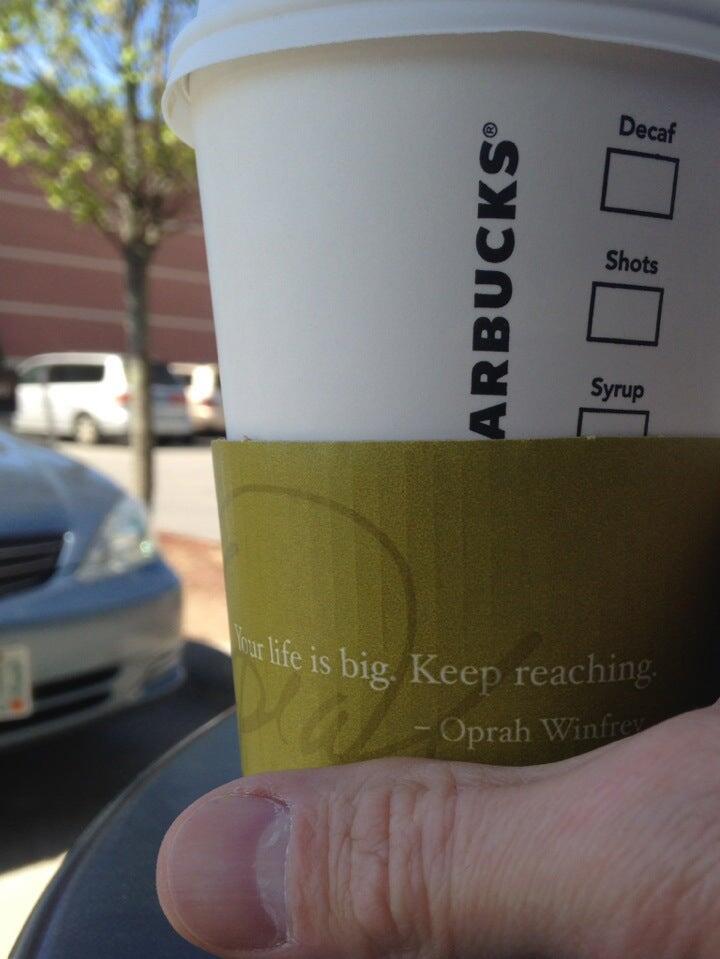 ARBUCKS®
Decaf
Shots
Syrup
Your life is big. Keep reaching.
– Oprah Winfrey